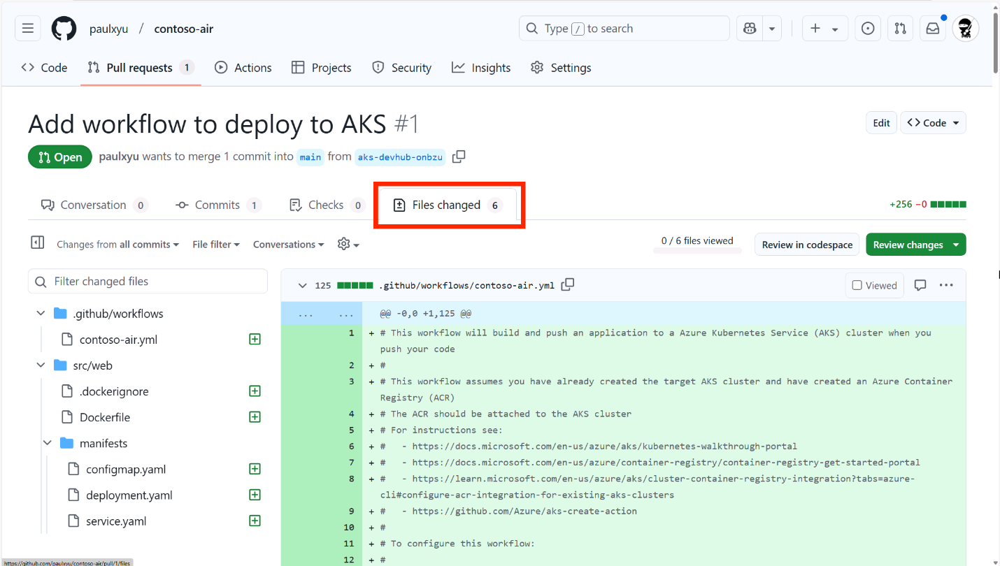 paulxyu / contoso-air
Type / to search
Code
Pull requests 1
Actions
Projects
Security
Insights
Settings
Add workflow to deploy to AKS #1
Edit
<> Code
Open
paulxyu wants to merge 1 commit into main from aks-devhub-onbzu
Conversation 0
Commits 1
Checks 0
Files changed 6
+256 −0
Changes from all commits
File filter
Conversations
0 / 6 files viewed
Review in codespace
Review changes
Filter changed files
.github/workflows
contoso-air.yml
src/web
.dockerignore
Dockerfile
manifests
configmap.yaml
deployment.yaml
service.yaml
125 .github/workflows/contoso-air.yml
Viewed
... ... @@ -0,0 +1,125 @@
1 + # This workflow will build and push an application to a Azure Kubernetes Service (AKS) cluster when you
push your code
2 + #
3 + # This workflow assumes you have already created the target AKS cluster and have created an Azure Container
Registry (ACR)
4 + # The ACR should be attached to the AKS cluster
5 + # For instructions see:
6 + #   - https://docs.microsoft.com/en-us/azure/aks/kubernetes-walkthrough-portal
7 + #   - https://docs.microsoft.com/en-us/azure/container-registry/container-registry-get-started-portal
8 + #   - https://learn.microsoft.com/en-us/azure/aks/cluster-container-registry-integration?tabs=azure-
cli#configure-acr-integration-for-existing-aks-clusters
9 + #   - https://github.com/Azure/aks-create-action
10 + #
11 + # To configure this workflow:
12 + #
https://github.com/paulxyu/contoso-air/pull/1/files